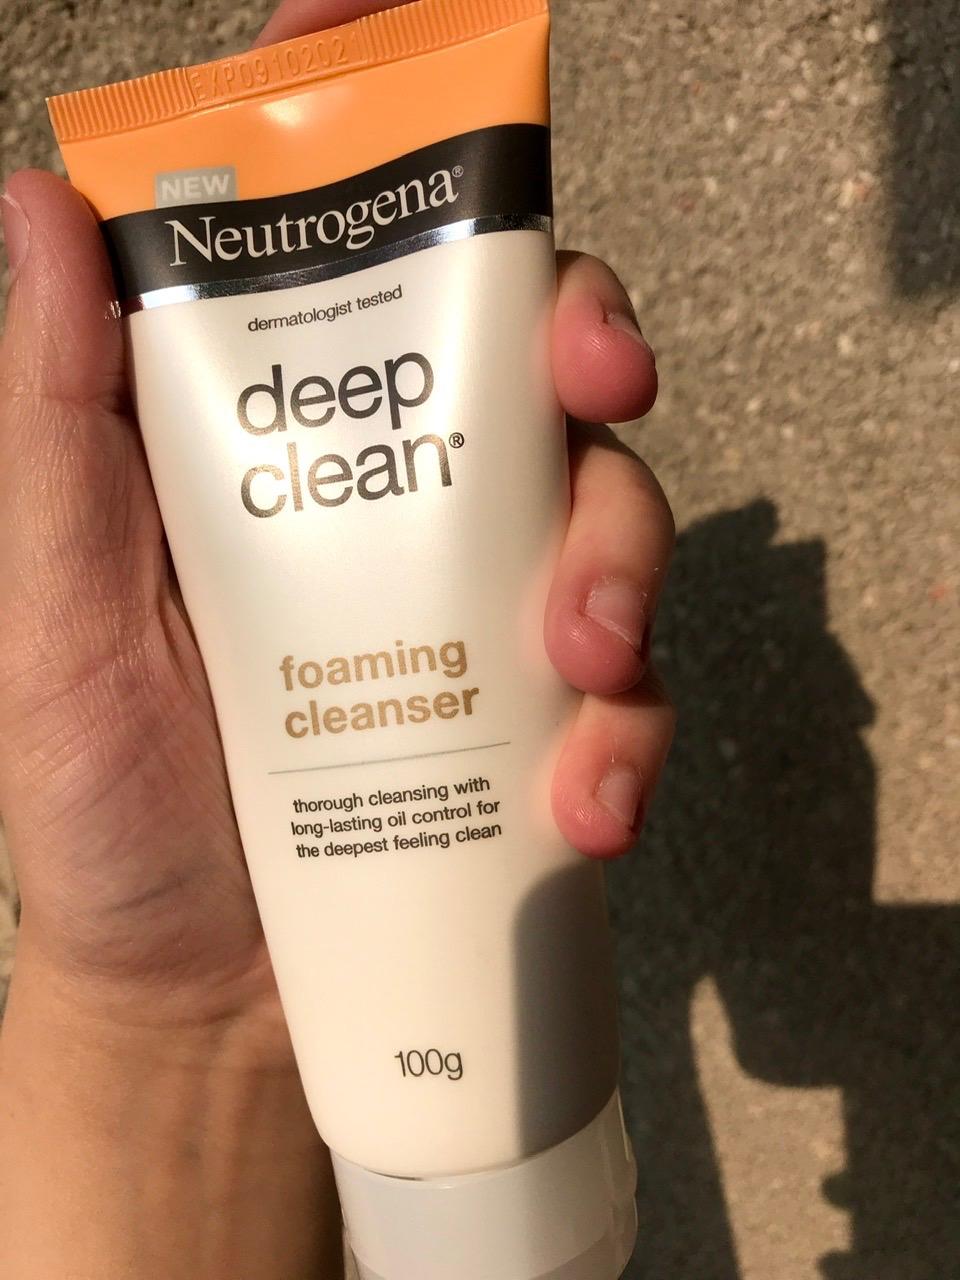 EXP09102021
NEW
Neutrogena®
dermatologist tested
deep
clean®
foaming
cleanser
thorough cleansing with
long-lasting oil control for
the deepest feeling clean
100g